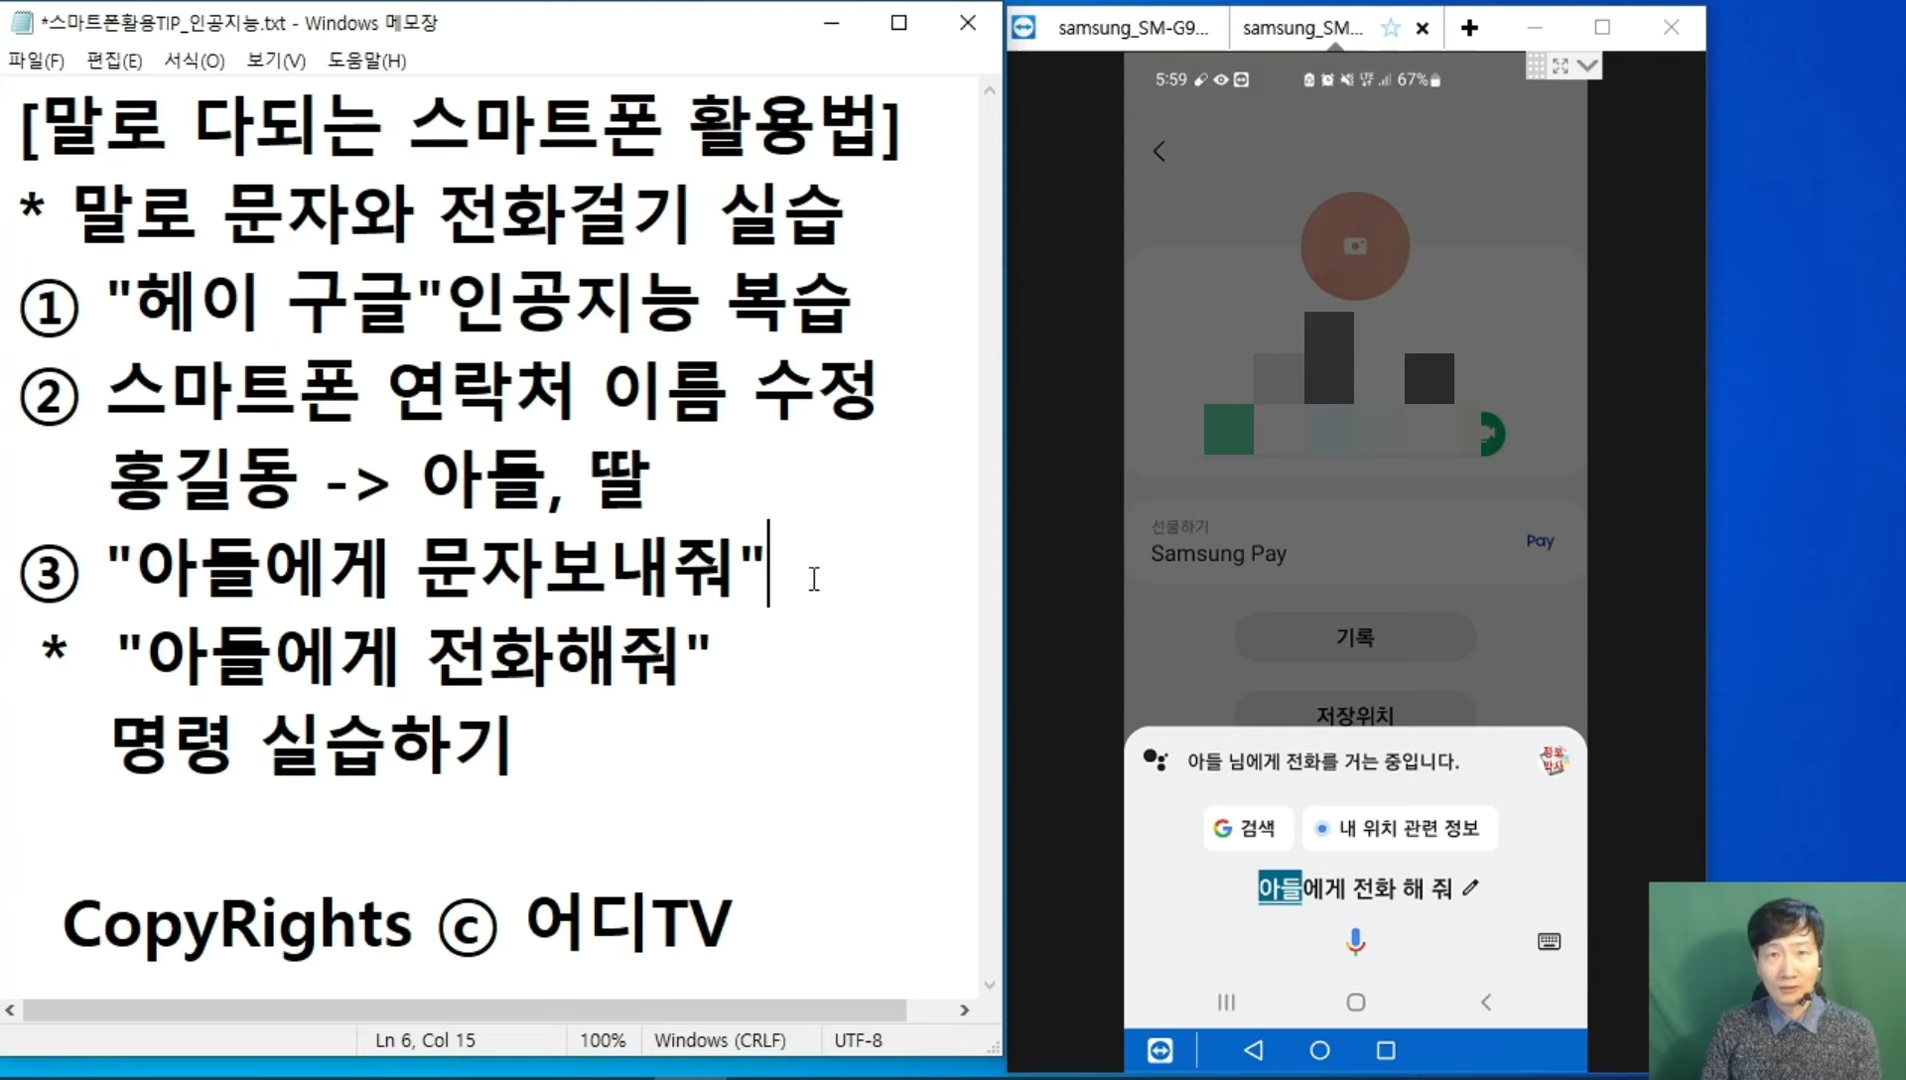 *스마트폰활용TIP_인공지능.txt - Windows 메모장
파일(F) 편집(E) 서식(O) 보기(V) 도움말(H)
[말로 다되는 스마트폰 활용법]
* 말로 문자와 전화걸기 실습
① "헤이 구글"인공지능 복습
② 스마트폰 연락처 이름 수정
홍길동 -> 아들, 딸
③ "아들에게 문자보내줘"
* "아들에게 전화해줘"
명령 실습하기
CopyRights ⓒ 어디TV
Ln 6, Col 15 100% Windows (CRLF) UTF-8
samsung_SM-G9... samsung_SM...
5:59 67%
선물하기
Samsung Pay
Pay
기록
저장위치
아들 님에게 전화를 거는 중입니다.
정보
박사
검색 내 위치 관련 정보
아들에게 전화 해 줘